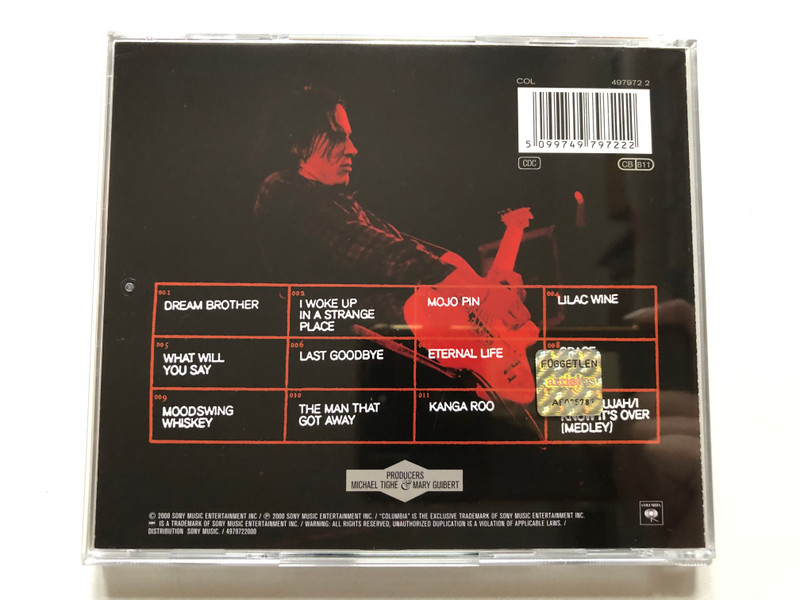 COL 497972 2
5 099749 797222
CDC
CB 811
001 DREAM BROTHER
002 I WOKE UP
IN A STRANGE
PLACE
MOJO PIN
004 LILAC WINE
005 WHAT WILL
YOU SAY
006 LAST GOODBYE
ETERNAL LIFE
008
FÜGGETLEN
009 MOODSWING
WHISKEY
010 THE MAN THAT
GOT AWAY
011 KANGA ROO
UJAH/I
KNOW IT'S OVER
(MEDLEY)
PRODUCERS
MICHAEL TIGHE & MARY GUIBERT
© 2000 SONY MUSIC ENTERTAINMENT INC / ℗ 2000 SONY MUSIC ENTERTAINMENT INC. / "COLUMBIA" IS THE EXCLUSIVE TRADEMARK OF SONY MUSIC ENTERTAINMENT INC.
IS A TRADEMARK OF SONY MUSIC ENTERTAINMENT INC. / WARNING: ALL RIGHTS RESERVED, UNAUTHORIZED DUPLICATION IS A VIOLATION OF APPLICABLE LAWS. /
DISTRIBUTION SONY MUSIC / 4979722000
COLUMBIA